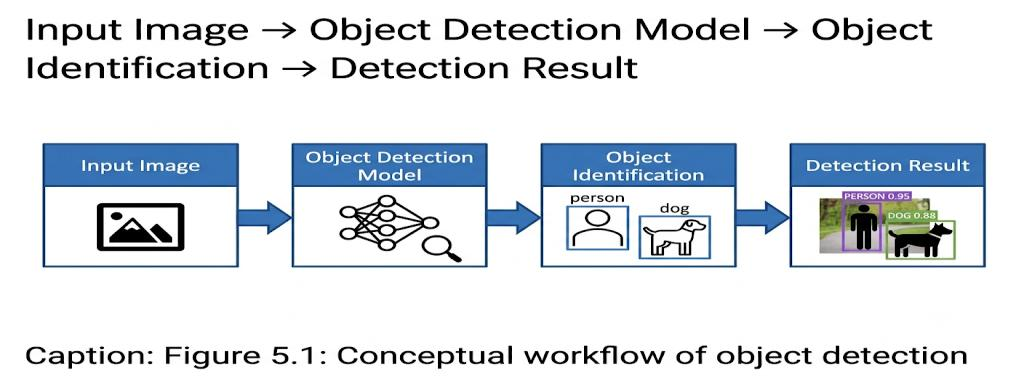 Input Image → Object Detection Model → Object
Identification → Detection Result
Input Image
Object Detection
Model
Object
Identification
Detection Result
person
dog
PERSON 0.95
DOG 0.88
Caption: Figure 5.1: Conceptual workflow of object detection